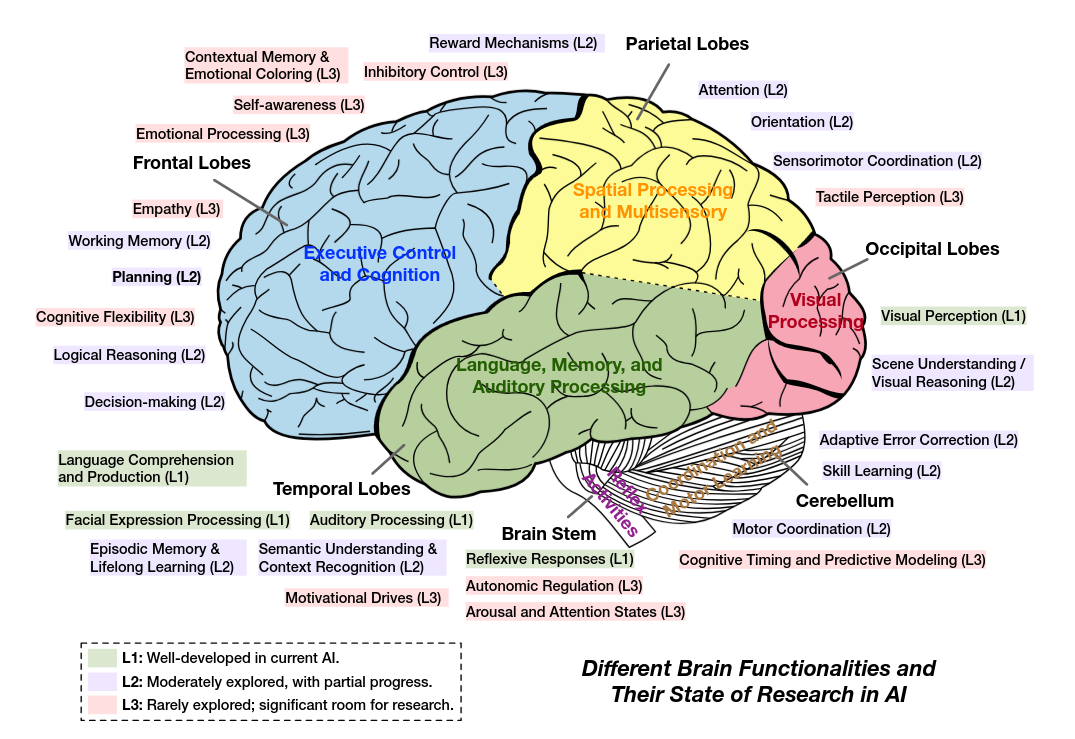 Reward Mechanisms (L2)
Parietal Lobes
Contextual Memory &
Emotional Coloring (L3)
Inhibitory Control (L3)
Attention (L2)
Self-awareness (L3)
Orientation (L2)
Emotional Processing (L3)
Frontal Lobes
Sensorimotor Coordination (L2)
Spatial Processing
and Multisensory
Tactile Perception (L3)
Empathy (L3)
Working Memory (L2)
Executive Control
and Cognition
Occipital Lobes
Planning (L2)
Visual
Processing
Cognitive Flexibility (L3)
Visual Perception (L1)
Logical Reasoning (L2)
Language, Memory, and
Auditory Processing
Scene Understanding /
Visual Reasoning (L2)
Decision-making (L2)
Adaptive Error Correction (L2)
Coordination and
Motor Learning
Language Comprehension
and Production (L1)
Skill Learning (L2)
Temporal Lobes
Reflex
Activities
Cerebellum
Facial Expression Processing (L1)
Auditory Processing (L1)
Brain Stem
Motor Coordination (L2)
Episodic Memory &
Lifelong Learning (L2)
Semantic Understanding &
Context Recognition (L2)
Reflexive Responses (L1)
Cognitive Timing and Predictive Modeling (L3)
Autonomic Regulation (L3)
Motivational Drives (L3)
Arousal and Attention States (L3)
L1: Well-developed in current AI.
L2: Moderately explored, with partial progress.
L3: Rarely explored; significant room for research.
Different Brain Functionalities and
Their State of Research in AI